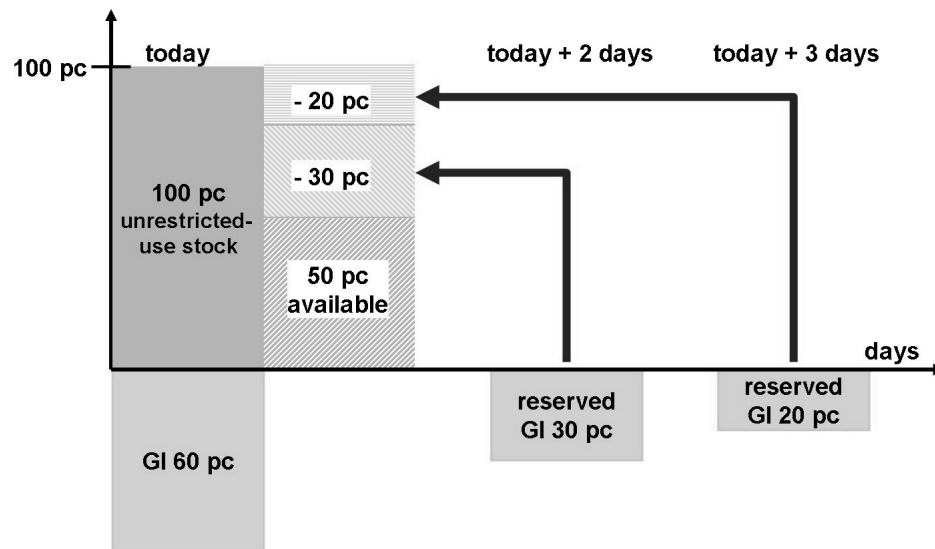 today
today + 2 days
today + 3 days
100 pc
- 20 pc
- 30 pc
100 pc
unrestricted-
use stock
50 pc
available
days
reserved
GI 30 pc
reserved
GI 20 pc
GI 60 pc